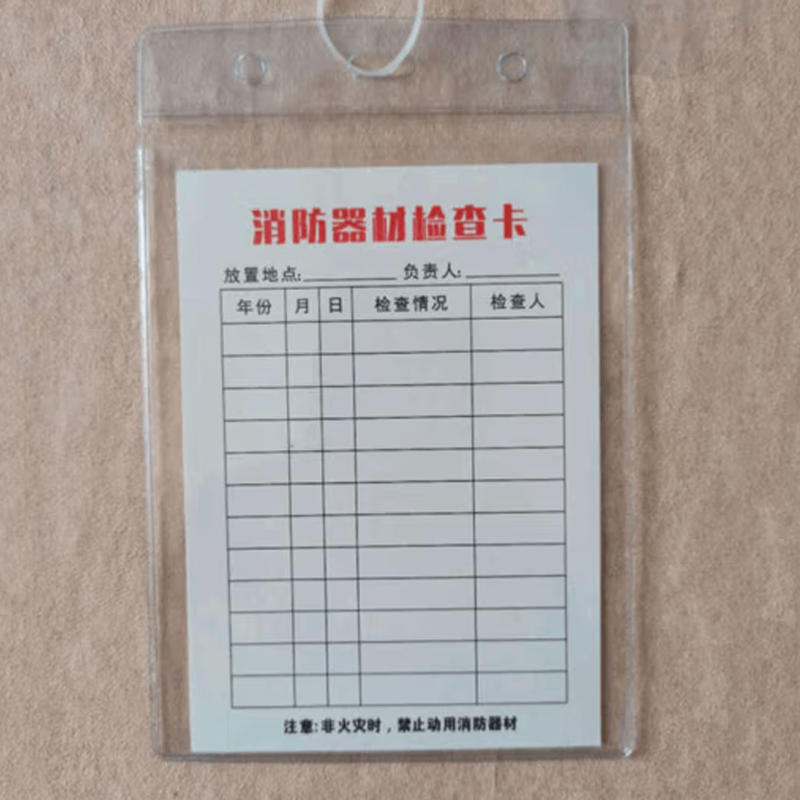 消防器材检查卡
放置地点:__________ 负责人:__________
年份 月 日 检查情况 检查人
注意:非火灾时，禁止动用消防器材